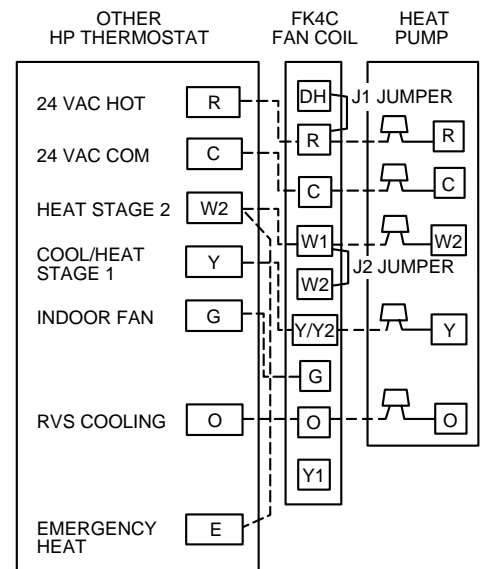 OTHER
HP THERMOSTAT
FK4C
FAN COIL
HEAT
PUMP
24 VAC HOT
R
DH
J1 JUMPER
R
R
24 VAC COM
C
C
C
HEAT STAGE 2
W2
W1
W2
J2 JUMPER
W2
COOL/HEAT
STAGE 1
Y
Y/Y2
Y
INDOOR FAN
G
G
RVS COOLING
O
O
O
Y1
EMERGENCY
HEAT
E